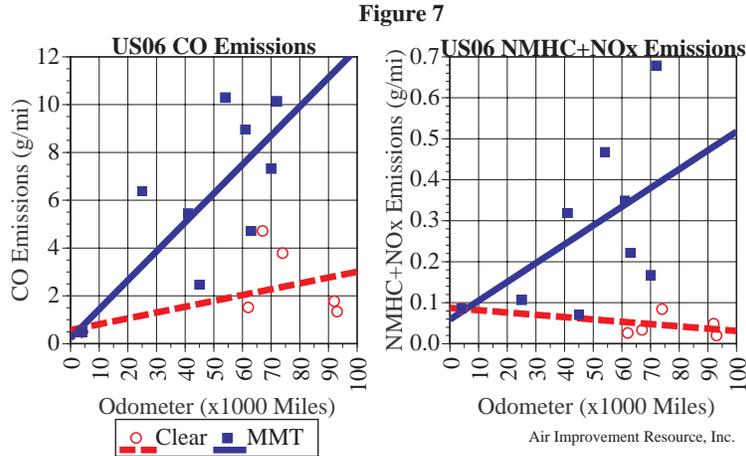 Figure 7
US06 CO Emissions
CO Emissions (g/mi)
12
10
8
6
4
2
0
0 10 20 30 40 50 60 70 80 90 100
Odometer (x1000 Miles)
US06 NMHC+NOx Emissions
NMHC+NOx Emissions (g/mi)
0.7
0.6
0.5
0.4
0.3
0.2
0.1
0.0
0 10 20 30 40 50 60 70 80 90 100
Odometer (x1000 Miles)
Clear MMT
Air Improvement Resource, Inc.